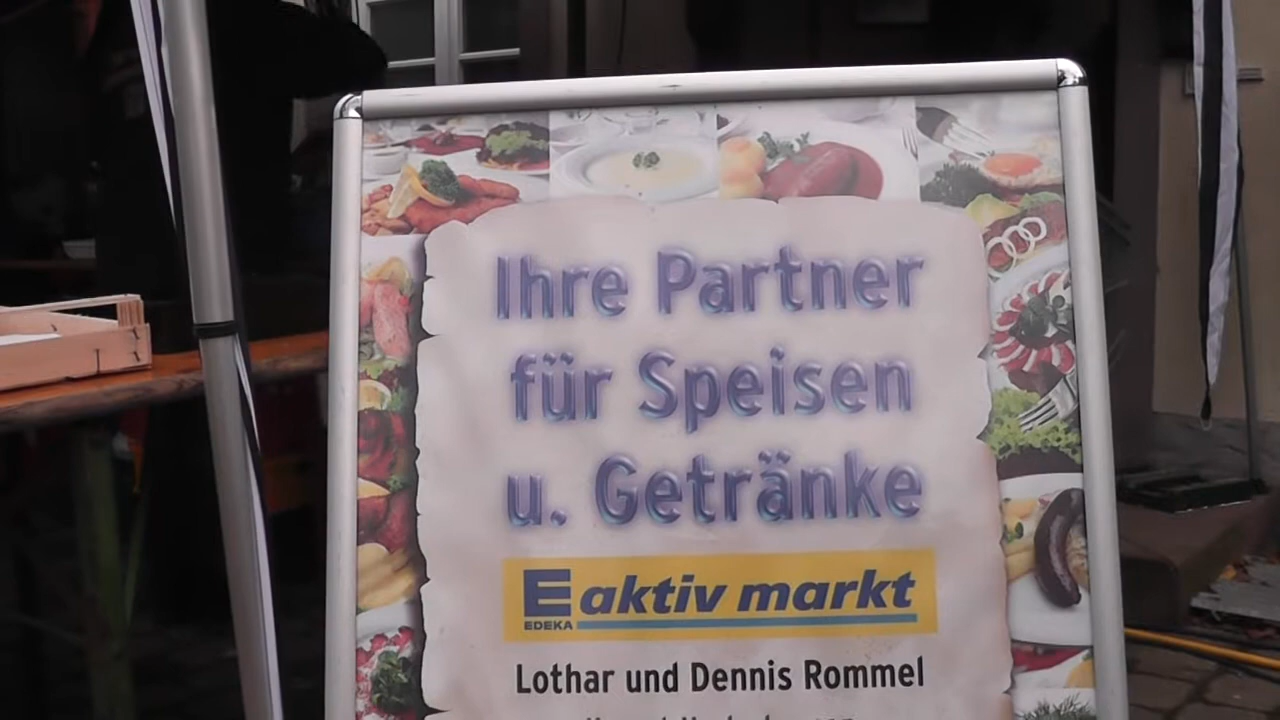 Ihre Partner
für Speisen
u. Getränke
E aktiv markt
EDEKA
Lothar und Dennis Rommel